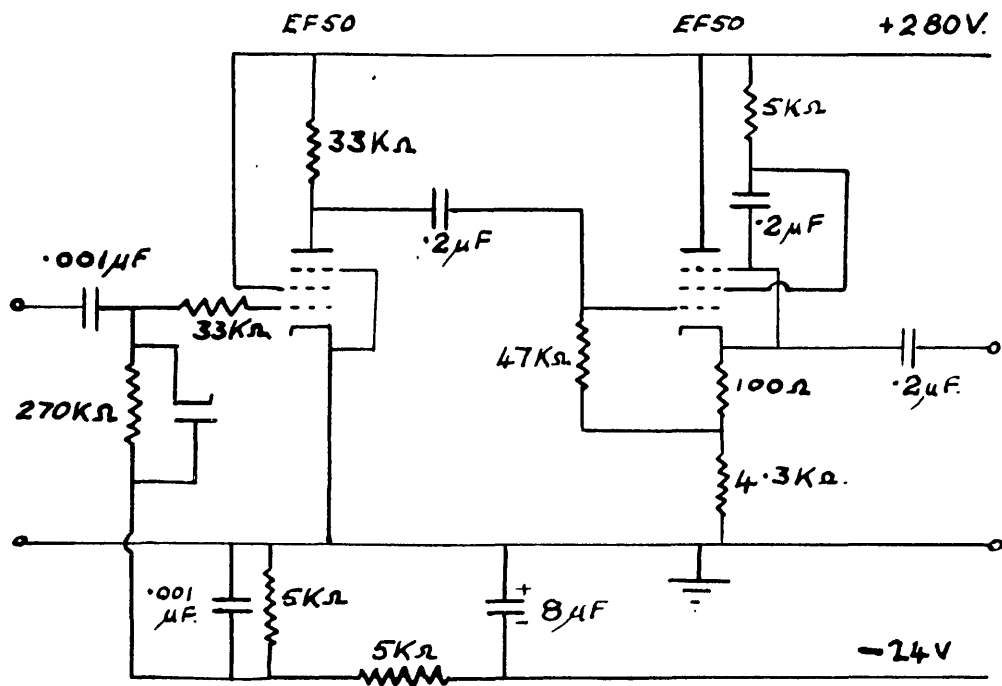 EF50
EF50
+280V.
5KΩ
33KΩ
.2μF
.2μF
.001μF
33KΩ
47KΩ
100Ω
.2μF.
270KΩ
4.3KΩ.
.001
μF.
5KΩ
+
-
8μF
5KΩ
-24V